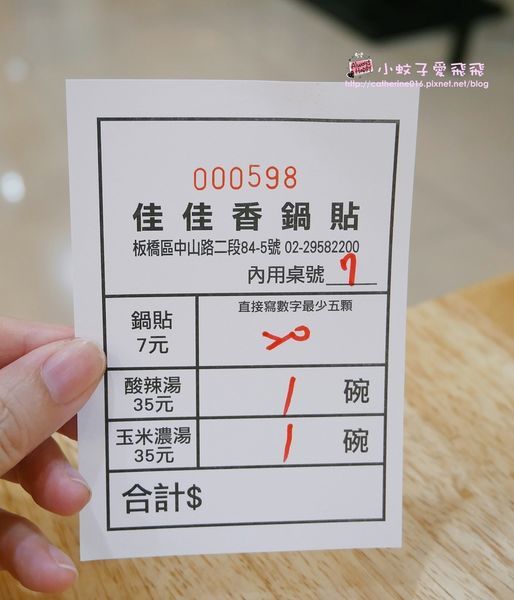 Always Happy
小蚊子愛飛飛
http://catherine016.pixnet.net/blog
000598
佳佳香鍋貼
板橋區中山路二段84-5號 02-29582200
內用桌號 7
直接寫數字最少五顆
鍋貼
7元
酸辣湯
35元
1 碗
玉米濃湯
35元
1 碗
合計$